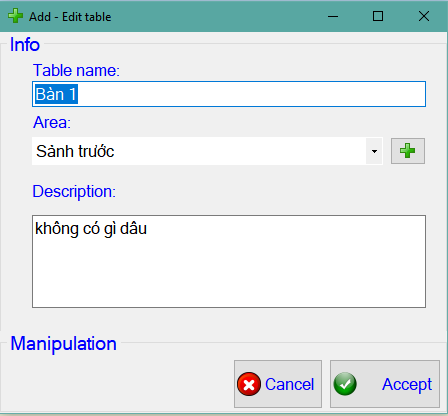 Add - Edit table
Info
Table name:
Bàn 1
Area:
Sảnh trước
Description:
không có gì dâu
Manipulation
Cancel
Accept